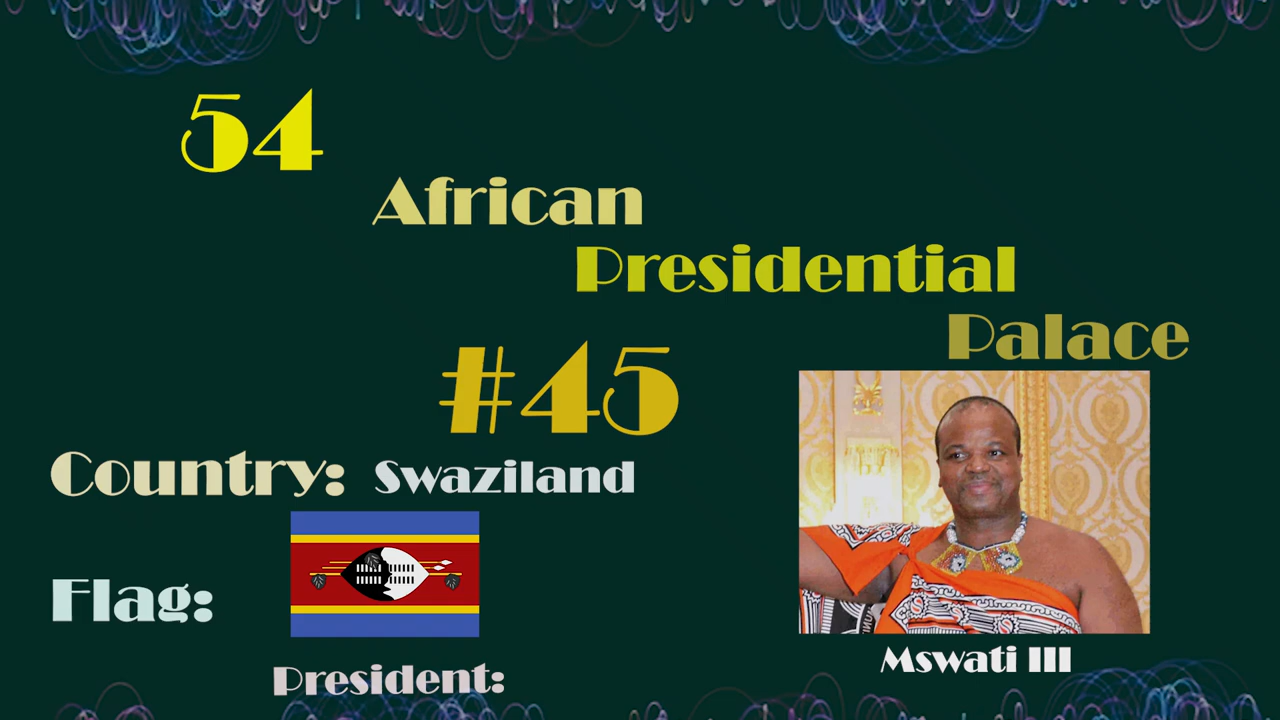 54
African
Presidential
Palace
#45
Country: Swaziland
Flag:
President:
Mswati III